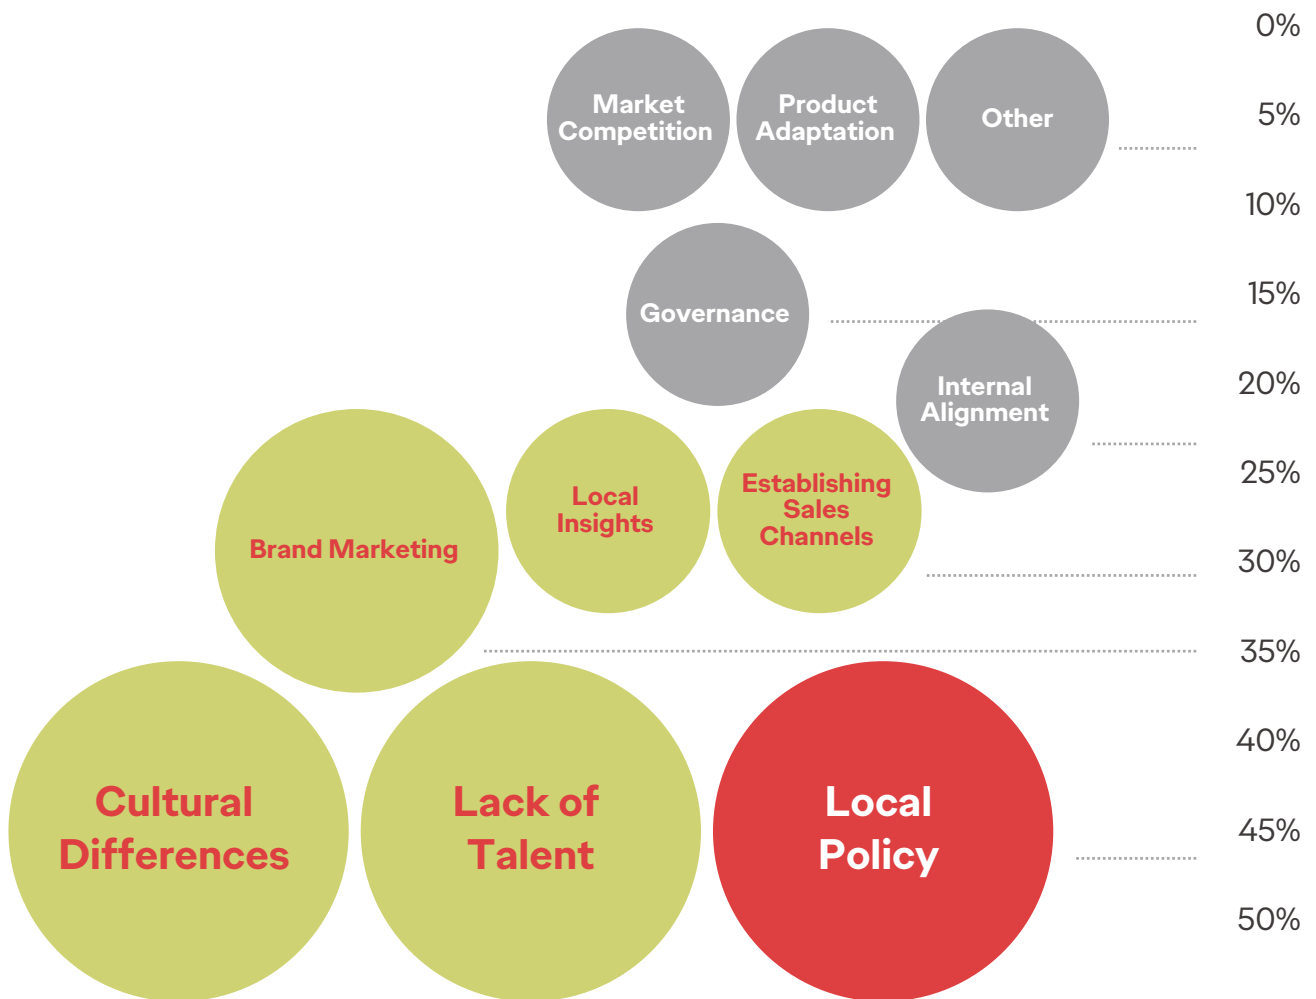 0%
Market
Competition
Product
Adaptation
Other
5%
10%
Governance
15%
Internal
Alignment
20%
Brand Marketing
Local
Insights
Establishing
Sales
Channels
25%
30%
35%
40%
Cultural
Differences
Lack of
Talent
Local
Policy
45%
50%